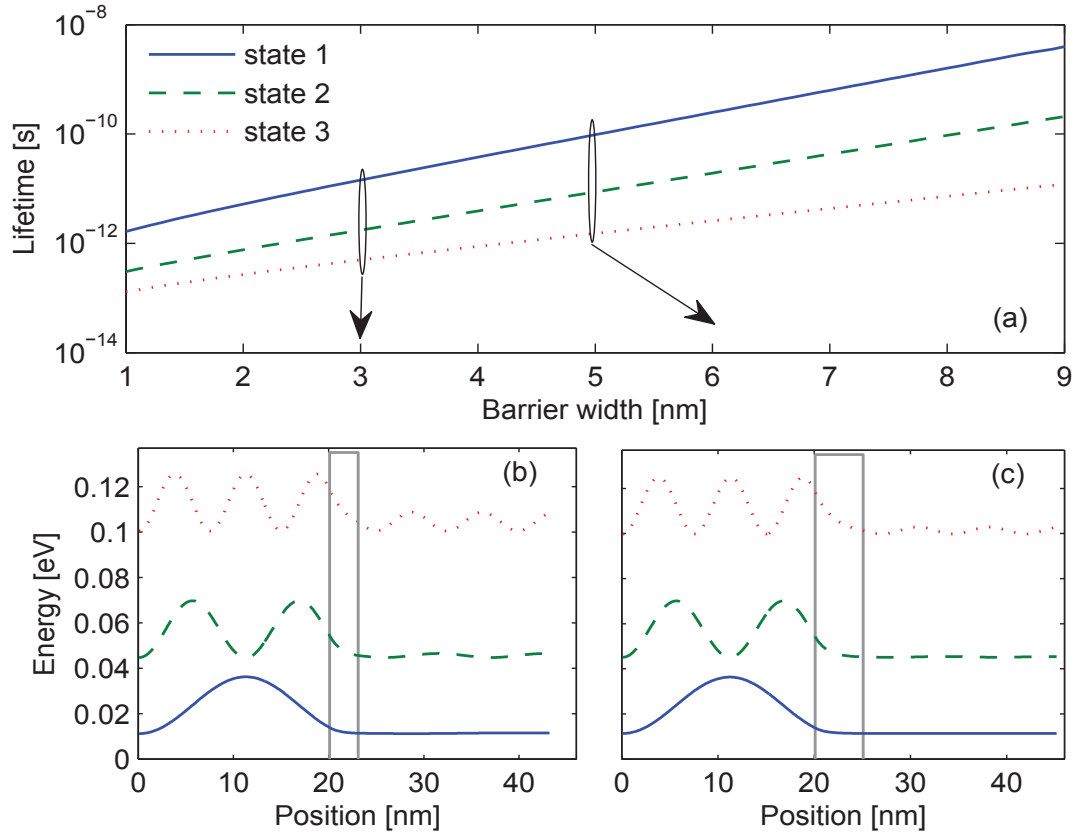 10⁻⁸
10⁻¹⁰
10⁻¹²
10⁻¹⁴
Lifetime [s]
state 1
state 2
state 3
(a)
1 2 3 4 5 6 7 8 9
Barrier width [nm]
0.12
0.1
0.08
0.06
0.04
0.02
0
Energy [eV]
(b)
0 10 20 30 40
Position [nm]
(c)
0 10 20 30 40
Position [nm]